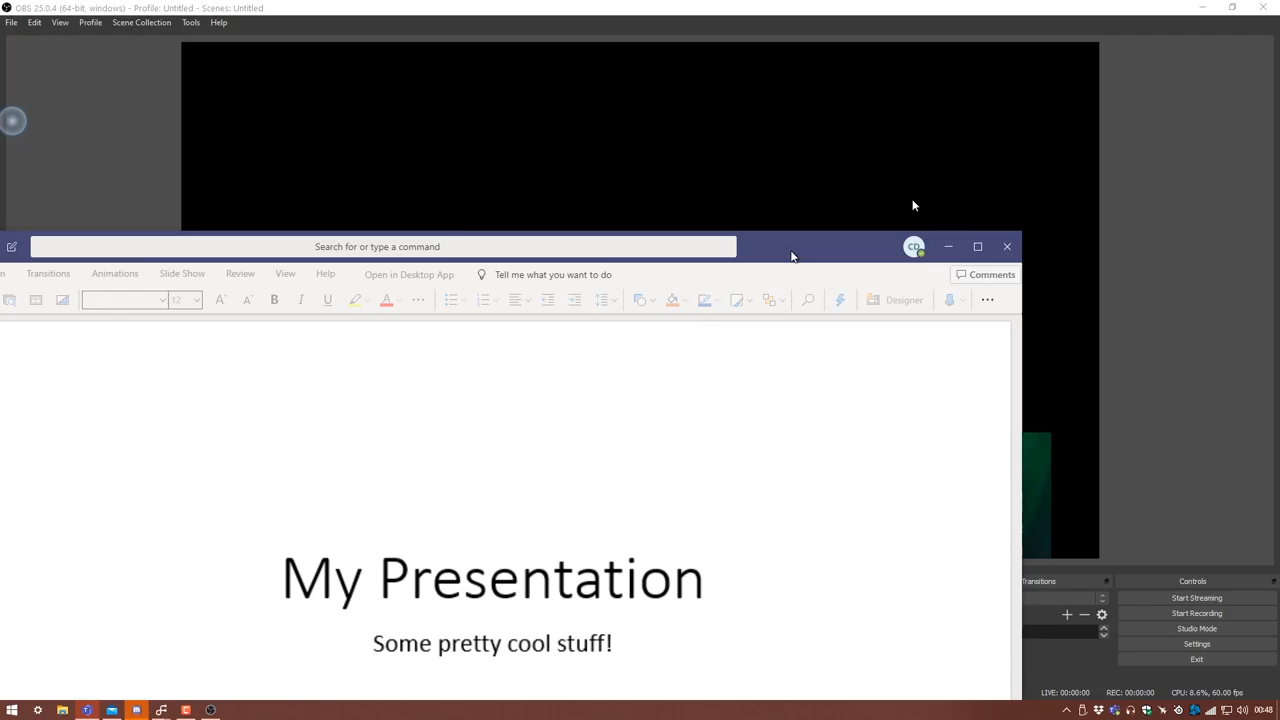 OBS 25.0.4 (64-bit, windows) - Profile: Untitled - Scenes: Untitled
File Edit View Profile Scene Collection Tools Help
Search for or type a command
CD
n Transitions Animations Slide Show Review View Help Open in Desktop App Tell me what you want to do Comments
12 A A B I U A Designer
My Presentation
Some pretty cool stuff!
Transitions
Controls
Start Streaming
Start Recording
Studio Mode
Settings
Exit
LIVE: 00:00:00 REC: 00:00:00 CPU: 8.6%, 60.00 fps
00:48